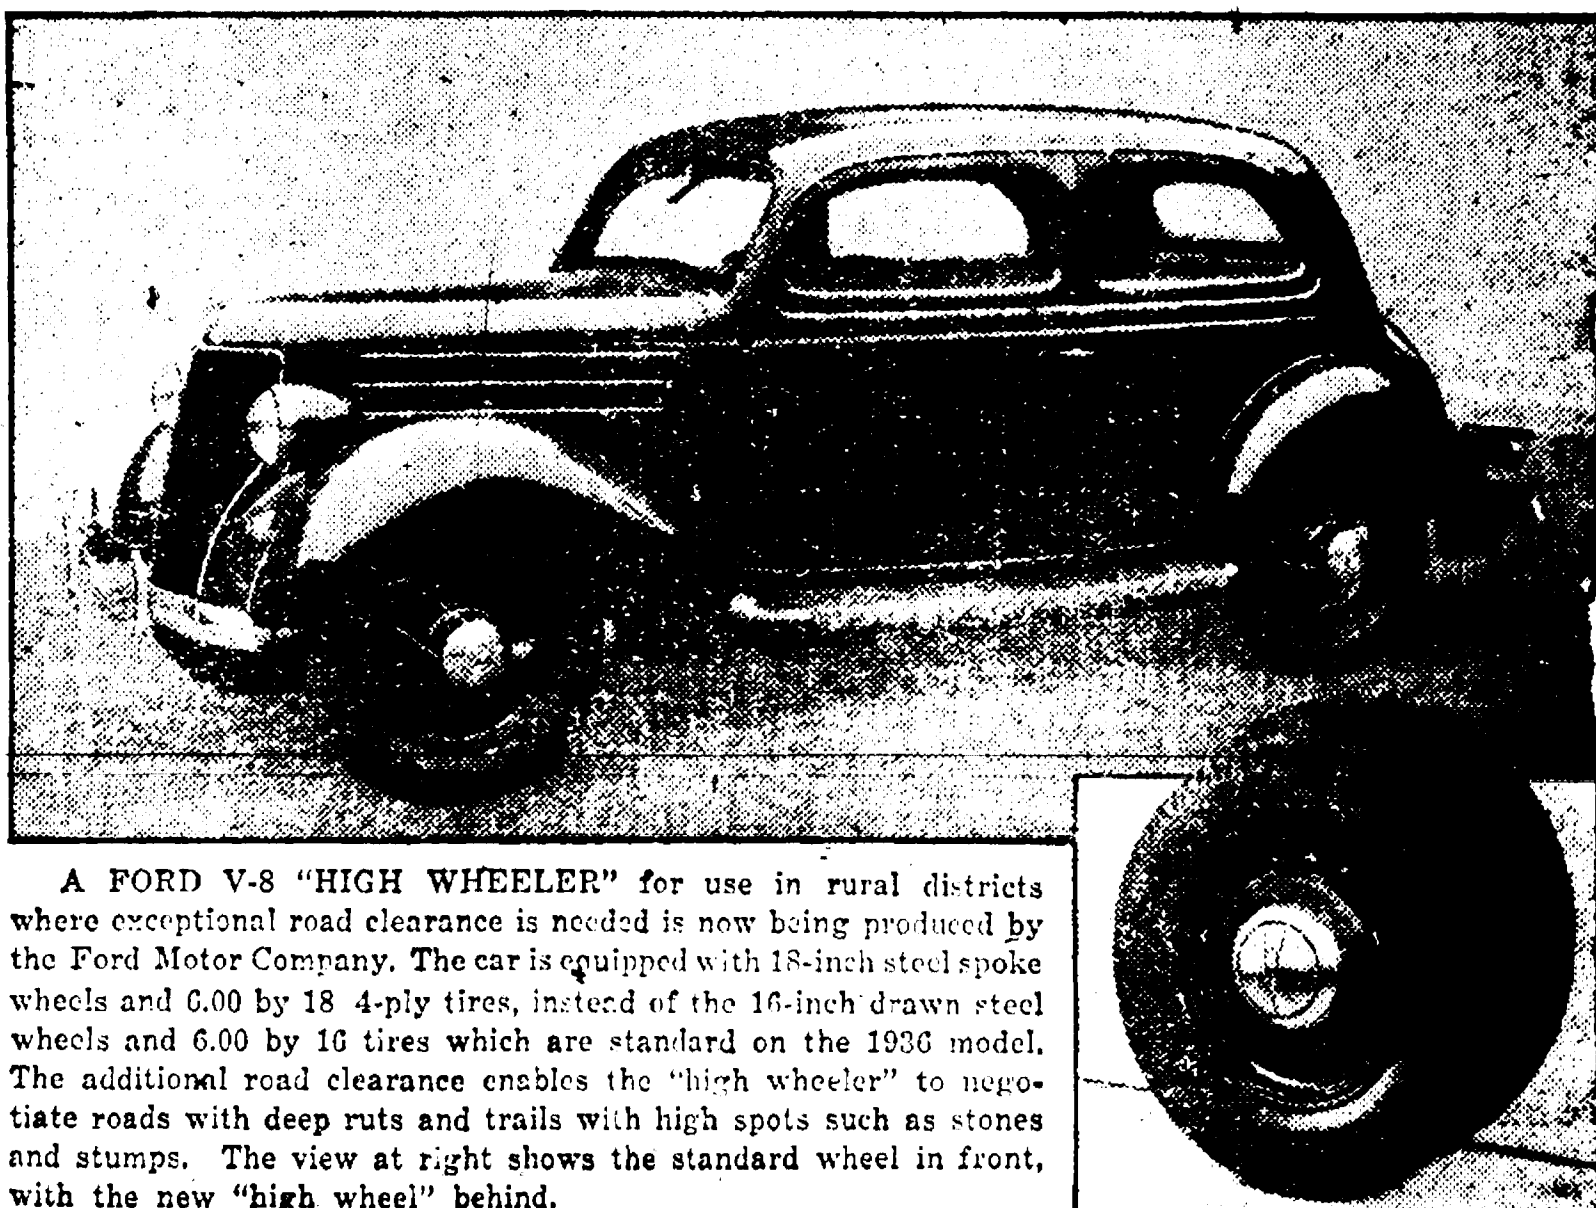 A FORD V-8 “HIGH WHEELER” for use in rural districts
where exceptional road clearance is needed is now being produced by
the Ford Motor Company. The car is equipped with 18-inch steel spoke
wheels and 6.00 by 18 4-ply tires, instead of the 16-inch drawn steel
wheels and 6.00 by 16 tires which are standard on the 1936 model.
The additional road clearance enables the “high wheeler” to nego-
tiate roads with deep ruts and trails with high spots such as stones
and stumps. The view at right shows the standard wheel in front,
with the new “high wheel” behind.